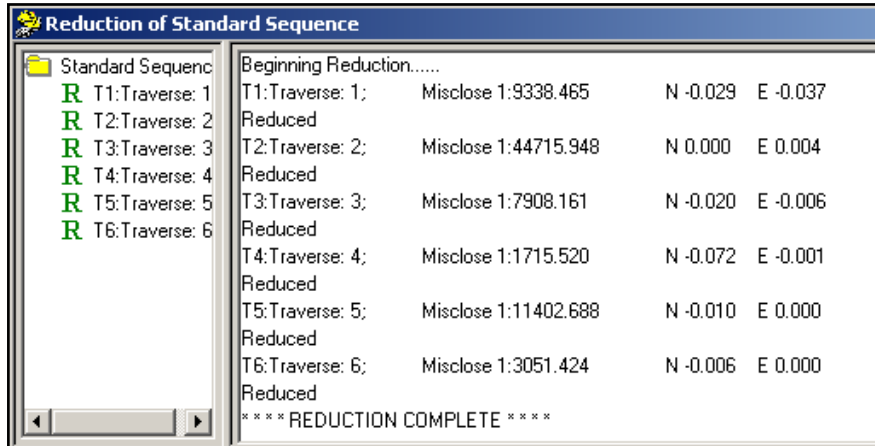 Reduction of Standard Sequence
Standard Sequenc
R T1:Traverse: 1
R T2:Traverse: 2
R T3:Traverse: 3
R T4:Traverse: 4
R T5:Traverse: 5
R T6:Traverse: 6
Beginning Reduction......
T1:Traverse: 1; Misclose 1:9338.465 N -0.029 E -0.037
Reduced
T2:Traverse: 2; Misclose 1:44715.948 N 0.000 E 0.004
Reduced
T3:Traverse: 3; Misclose 1:7908.161 N -0.020 E -0.006
Reduced
T4:Traverse: 4; Misclose 1:1715.520 N -0.072 E -0.001
Reduced
T5:Traverse: 5; Misclose 1:11402.688 N -0.010 E 0.000
Reduced
T6:Traverse: 6; Misclose 1:3051.424 N -0.006 E 0.000
Reduced
* * * * REDUCTION COMPLETE * * * *